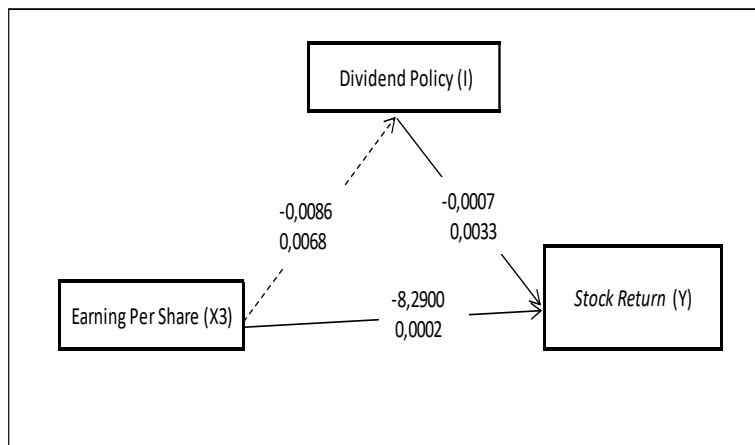 Dividend Policy (I)
-0,0086
0,0068
-0,0007
0,0033
Earning Per Share (X3)
-8,2900
0,0002
Stock Return (Y)